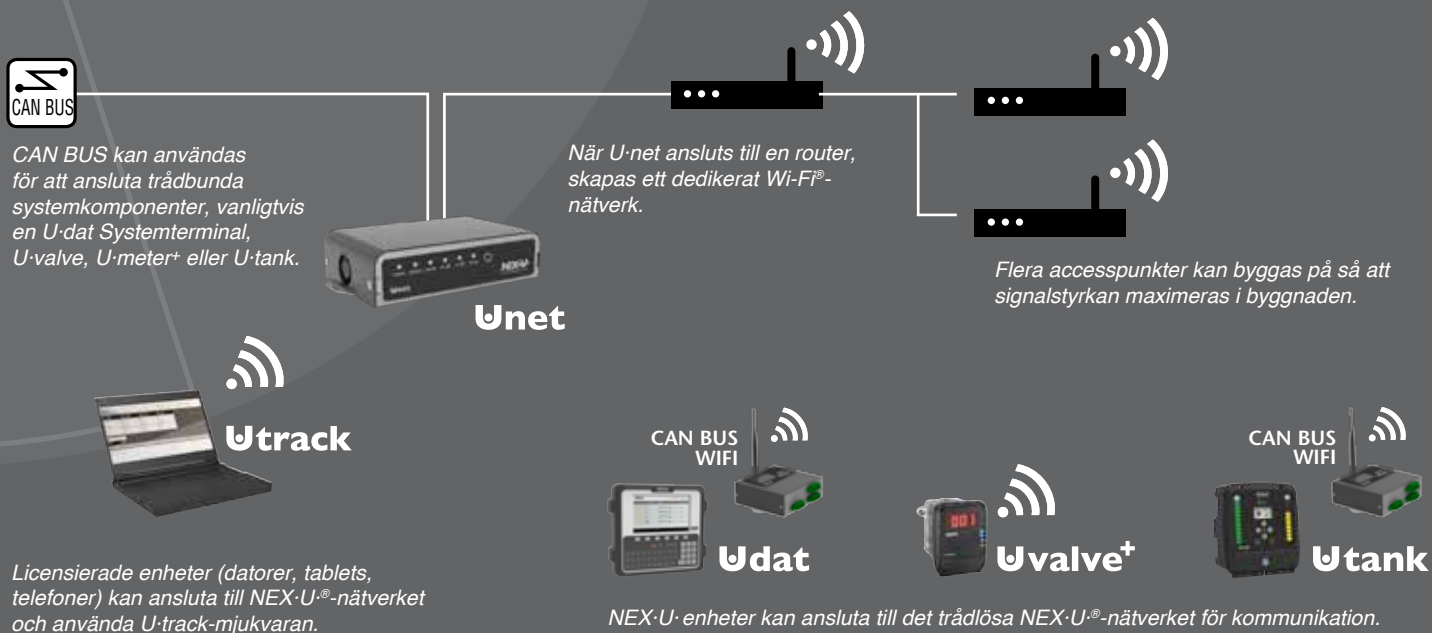 CAN BUS
CAN BUS kan användas
för att ansluta trådbunda
systemkomponenter, vanligtvis
en U·dat Systemterminal,
U·valve, U·meter⁺ eller U·tank.
När U·net ansluts till en router,
skapas ett dedikerat Wi-Fi®-
nätverk.
Flera accesspunkter kan byggas på så att
signalstyrkan maximeras i byggnaden.
Unet
Utrack
Licensierade enheter (datorer, tablets,
telefoner) kan ansluta till NEX·U·®-nätverket
och använda U·track-mjukvaran.
CAN BUS
WIFI
Udat
001
Uvalve⁺
CAN BUS
WIFI
Utank
NEX·U· enheter kan ansluta till det trådlösa NEX·U·®-nätverket för kommunikation.